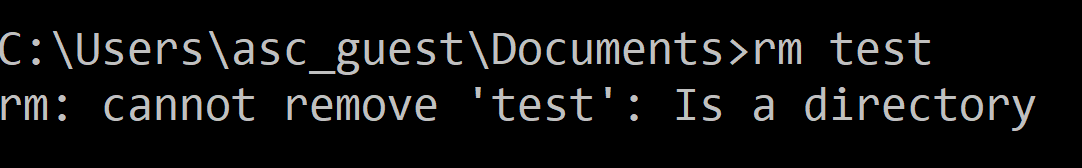 C:\Users\asc_guest\Documents>rm test
rm: cannot remove 'test': Is a directory